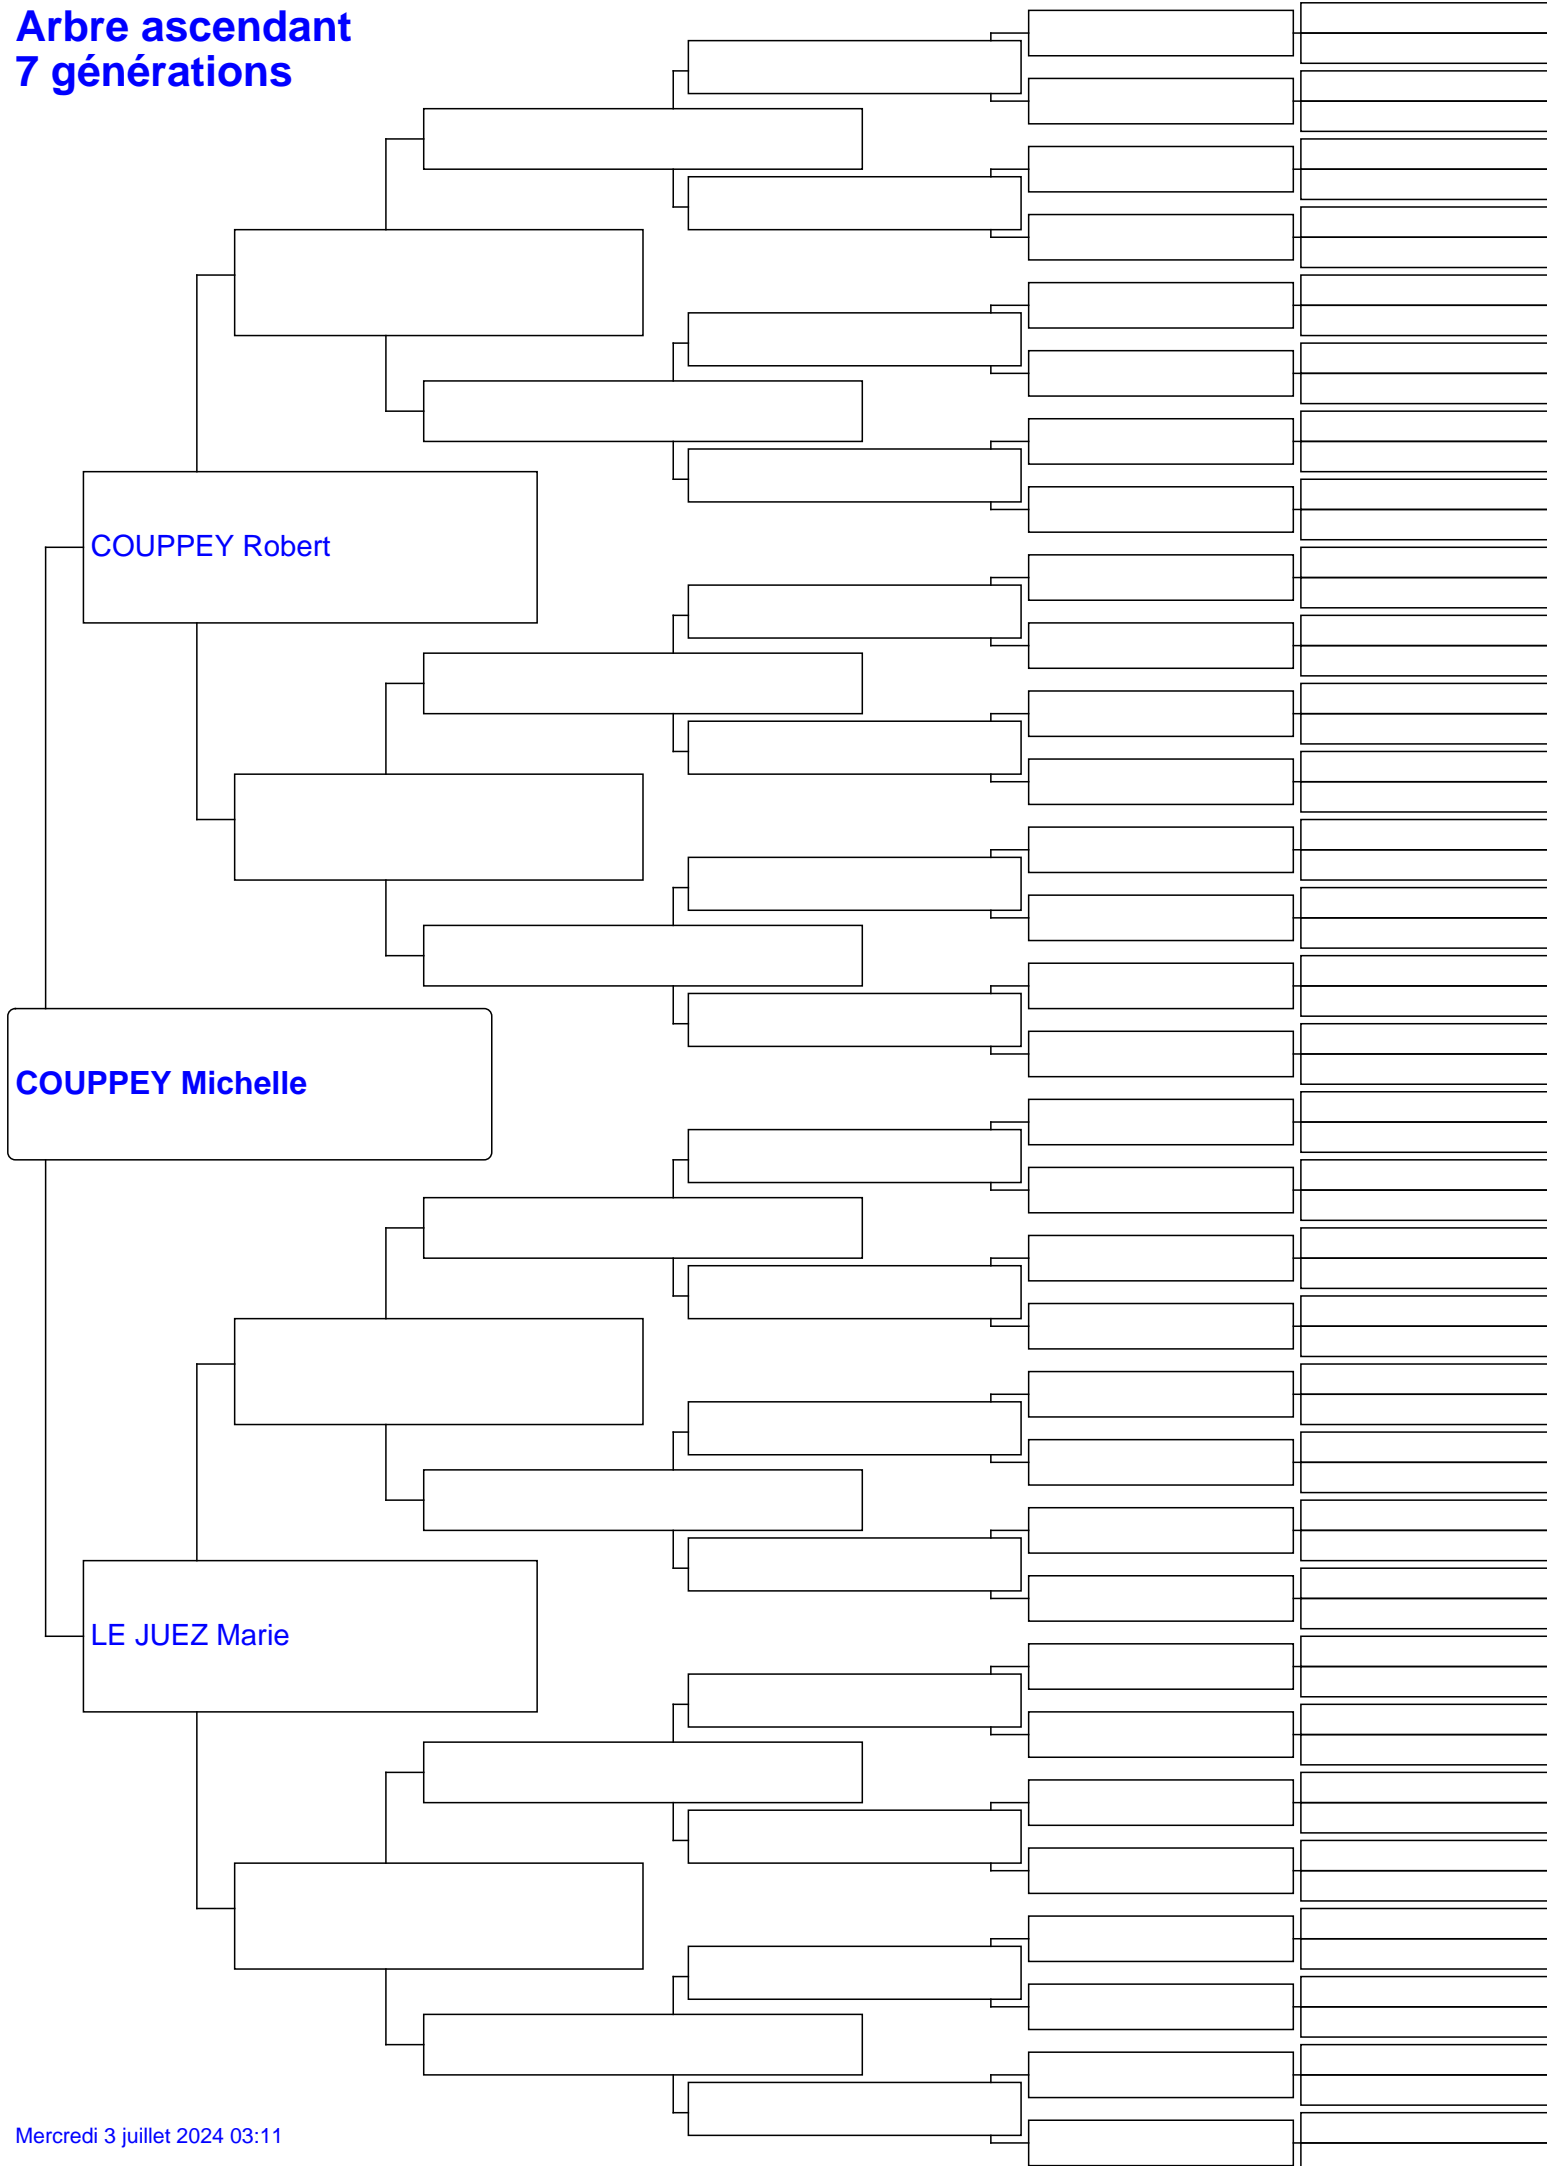 Arbre ascendant
7 générations
COUPPEY Robert
COUPPEY Michelle
LE JUEZ Marie
Mercredi 3 juillet 2024 03:11